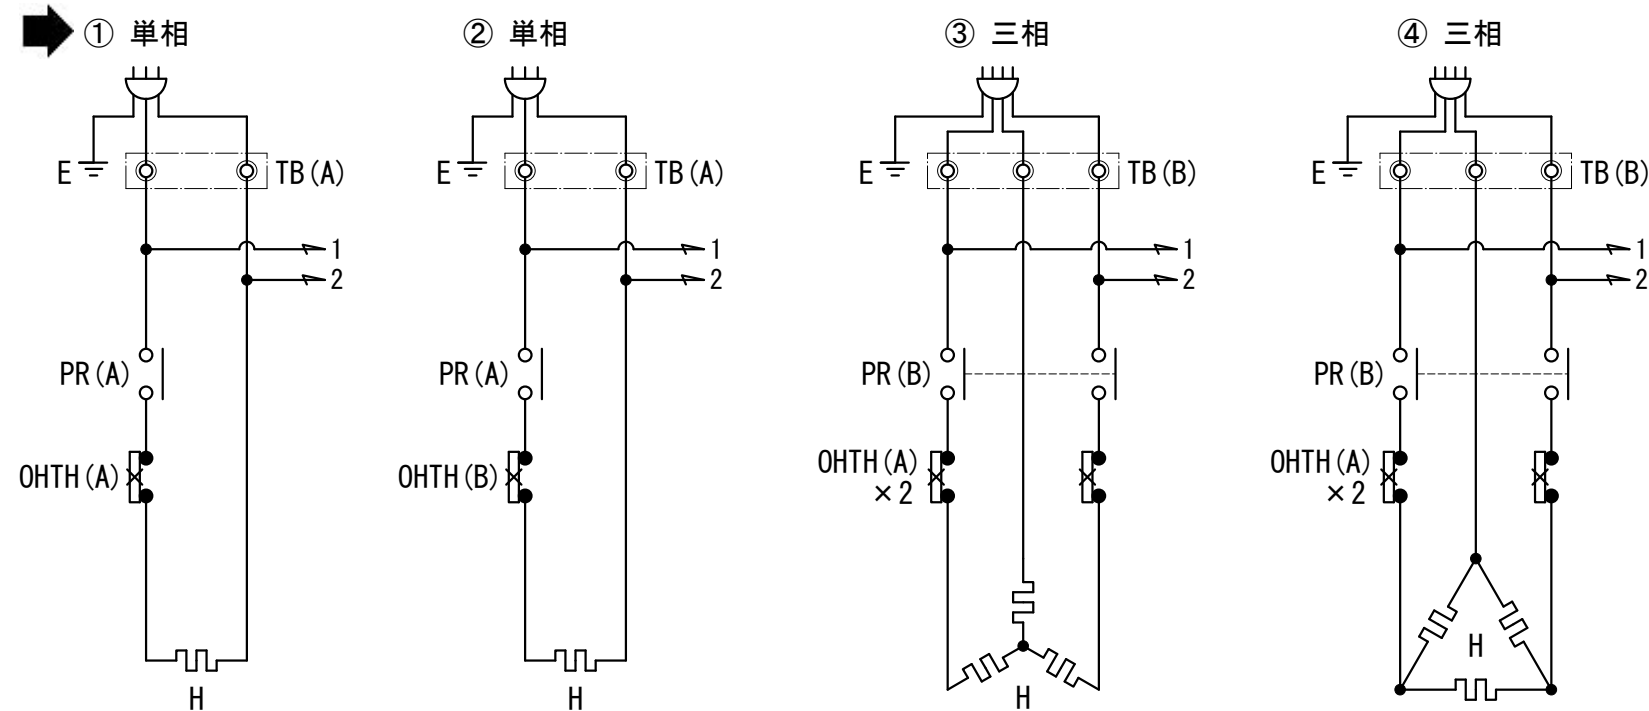 ① 単相
E TB(A)
1
2
PR(A)
OHTH(A)
H
② 単相
E TB(A)
1
2
PR(A)
OHTH(B)
H
③ 三相
E TB(B)
1
2
PR(B)
OHTH(A)
×2
H
④ 三相
E TB(B)
1
2
PR(B)
OHTH(A)
×2
H